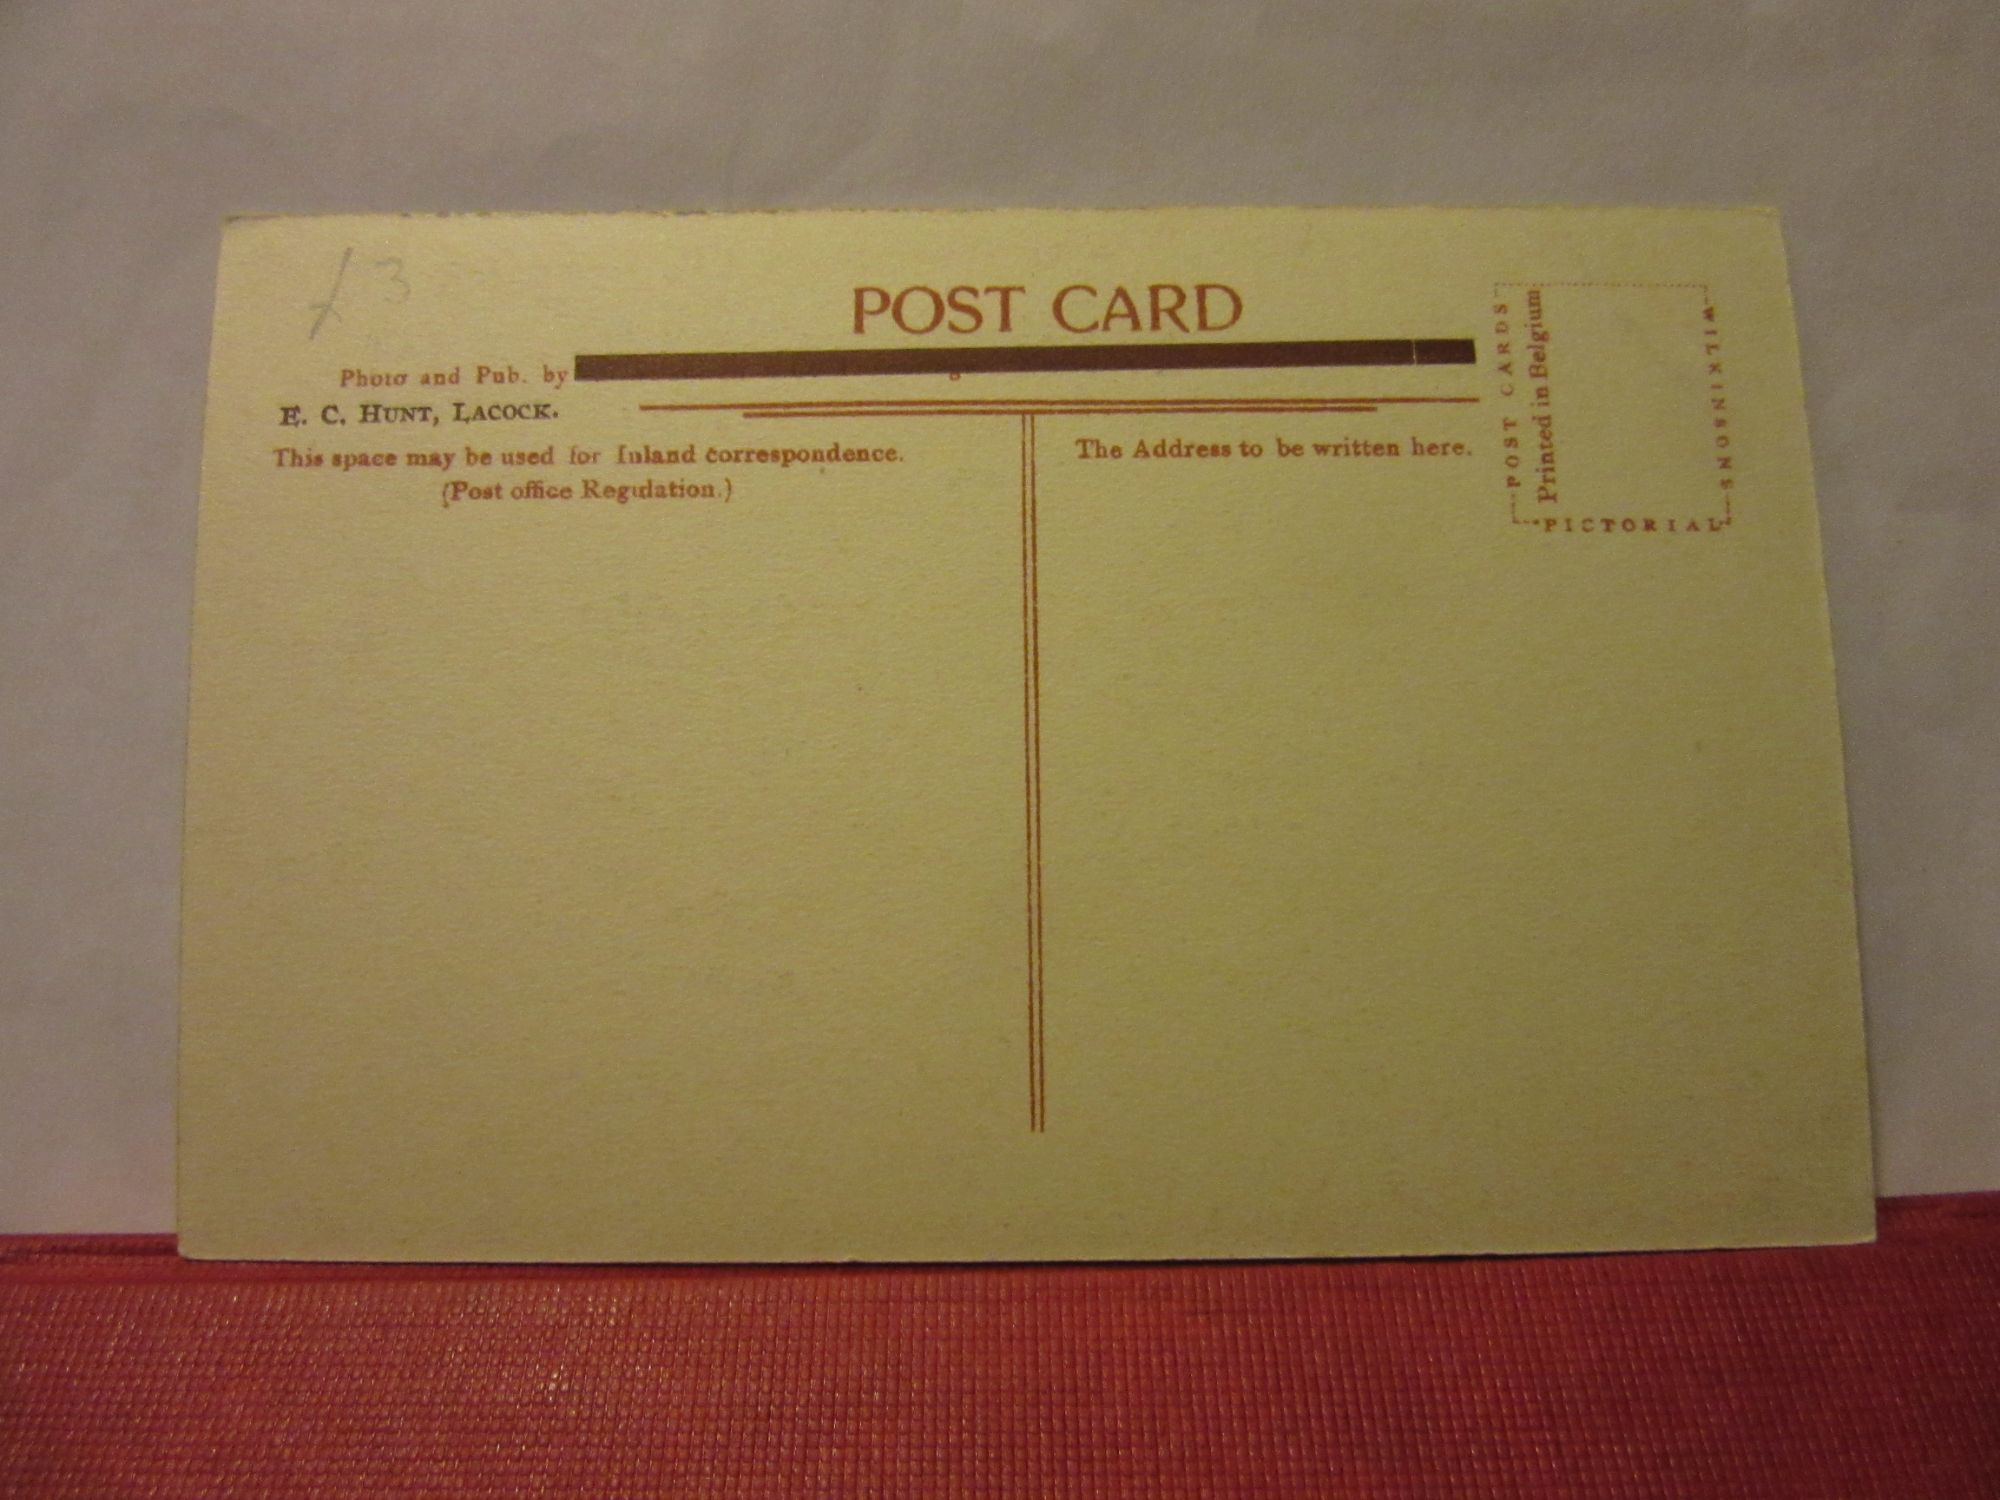 £3
POST CARD
Photo and Pub. by
E. C. HUNT, LACOCK.
This space may be used for Inland correspondence.
(Post office Regulation.)
The Address to be written here.
WILKINSONS
PICTORIAL
POST CARDS
Printed in Belgium